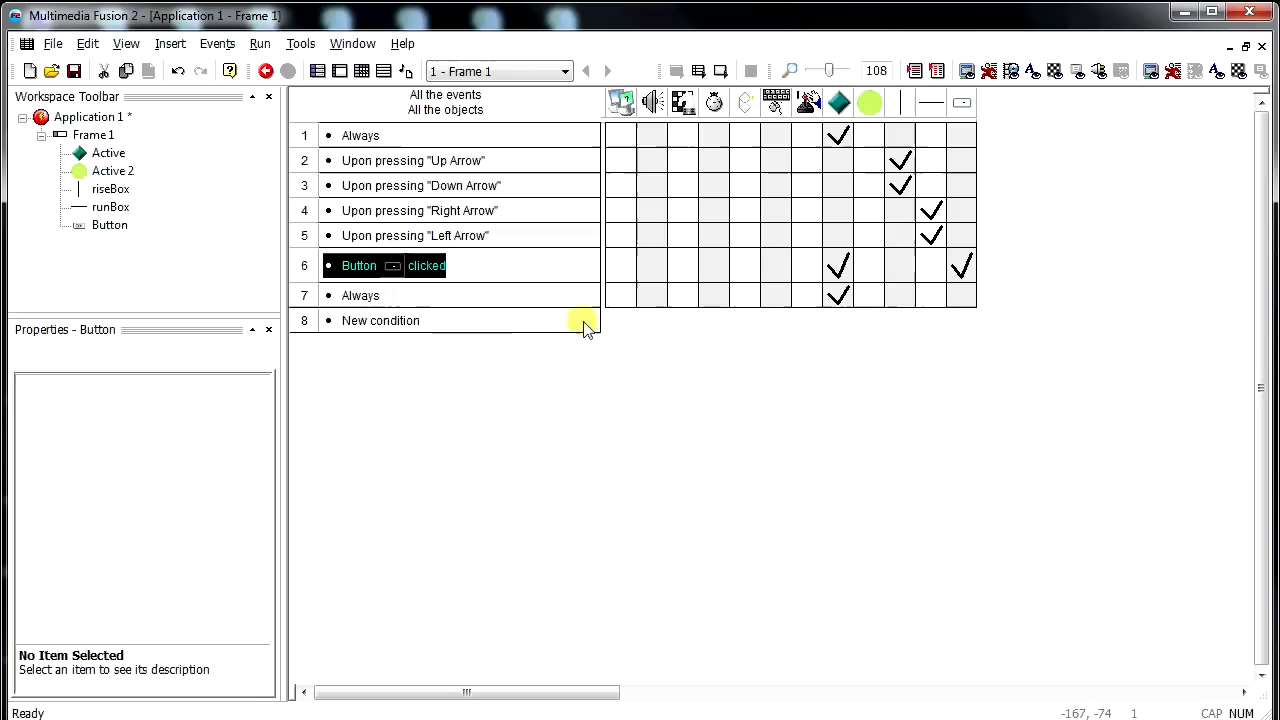 Multimedia Fusion 2 - [Application 1 - Frame 1]
File Edit View Insert Events Run Tools Window Help
1 - Frame 1
108
Workspace Toolbar
Application 1 *
Frame 1
Active
Active 2
riseBox
runBox
Button
Properties - Button
No Item Selected
Select an item to see its description
All the events
All the objects
1 Always
2 Upon pressing "Up Arrow"
3 Upon pressing "Down Arrow"
4 Upon pressing "Right Arrow"
5 Upon pressing "Left Arrow"
6 Button clicked
7 Always
8 New condition
Ready
-167, -74 1 CAP NUM